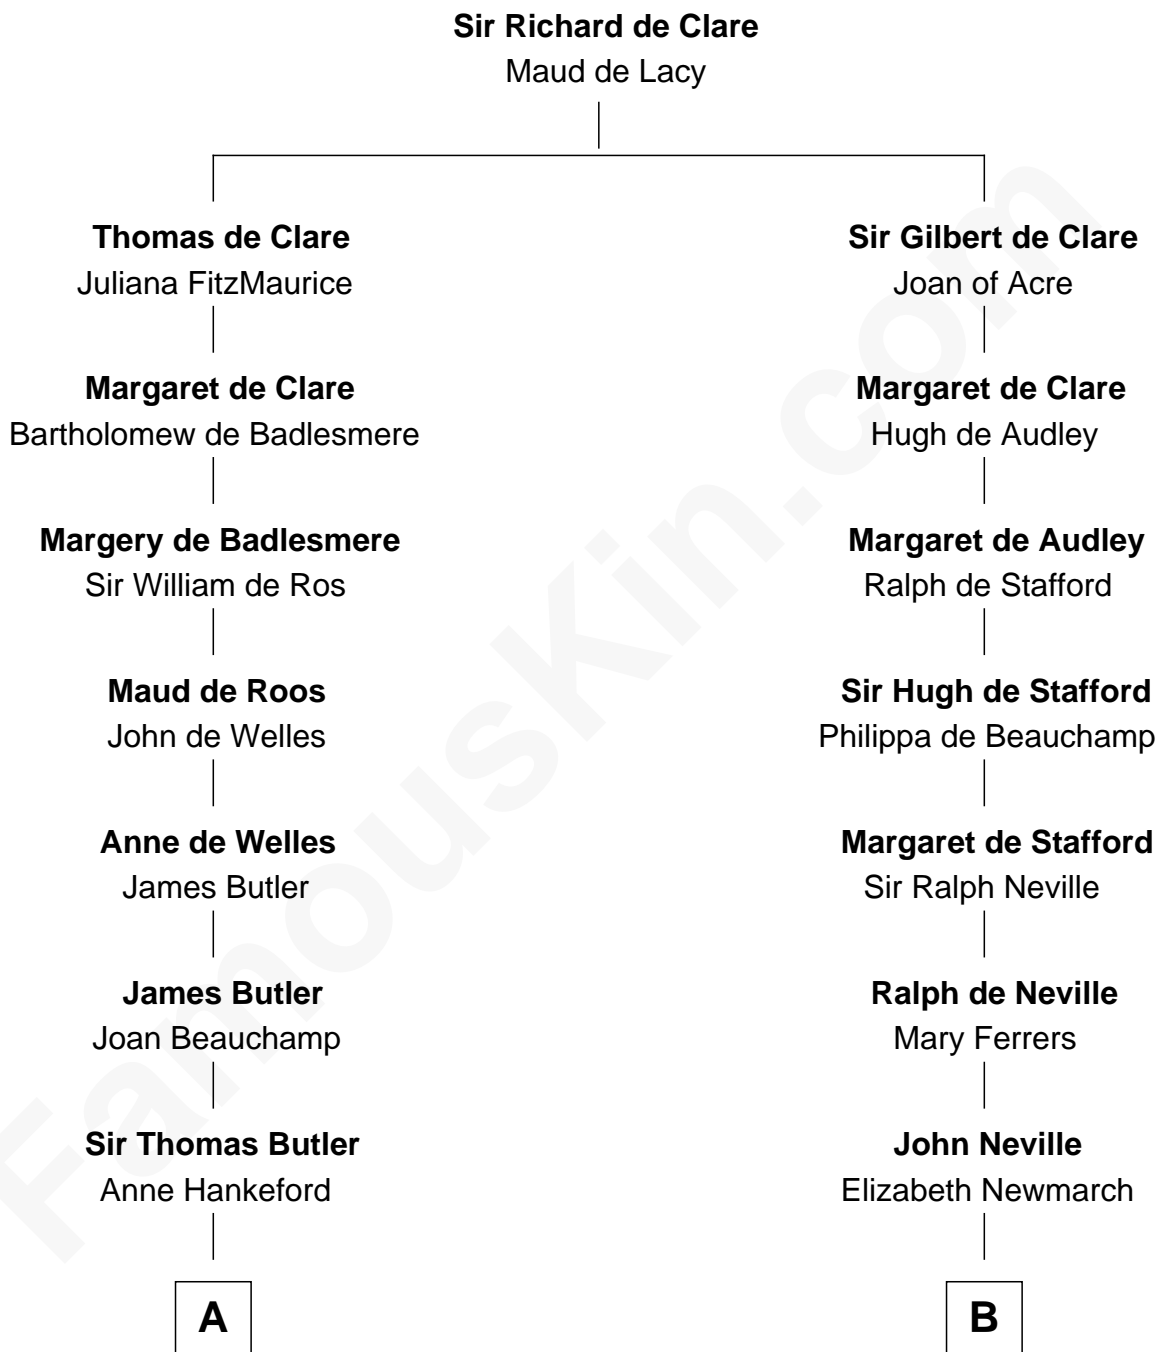 Sir Richard de Clare
Maud de Lacy
Thomas de Clare
Juliana FitzMaurice
Sir Gilbert de Clare
Joan of Acre
Margaret de Clare
Bartholomew de Badlesmere
Margaret de Clare
Hugh de Audley
Margery de Badlesmere
Sir William de Ros
Margaret de Audley
Ralph de Stafford
Maud de Roos
John de Welles
Sir Hugh de Stafford
Philippa de Beauchamp
Anne de Welles
James Butler
Margaret de Stafford
Sir Ralph Neville
James Butler
Joan Beauchamp
Ralph de Neville
Mary Ferrers
Sir Thomas Butler
Anne Hankeford
John Neville
Elizabeth Newmarch
A
B
FamousKin.com